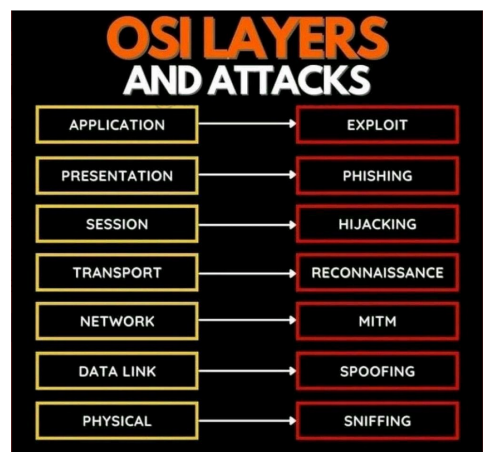 OSI LAYERS
AND ATTACKS
APPLICATION EXPLOIT
PRESENTATION PHISHING
SESSION HIJACKING
TRANSPORT RECONNAISSANCE
NETWORK MITM
DATA LINK SPOOFING
PHYSICAL SNIFFING